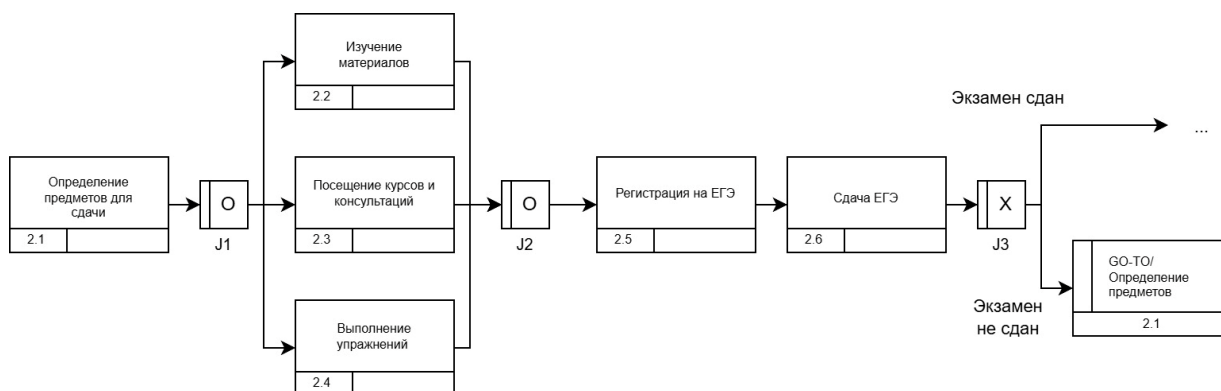 Изучение
материалов
2.2
Экзамен сдан
...
Определение
предметов для
сдачи
2.1
O
J1
Посещение курсов и
консультаций
2.3
O
J2
Регистрация на ЕГЭ
2.5
Сдача ЕГЭ
2.6
X
J3
GO-TO/
Определение
предметов
2.1
Экзамен
не сдан
Выполнение
упражнений
2.4